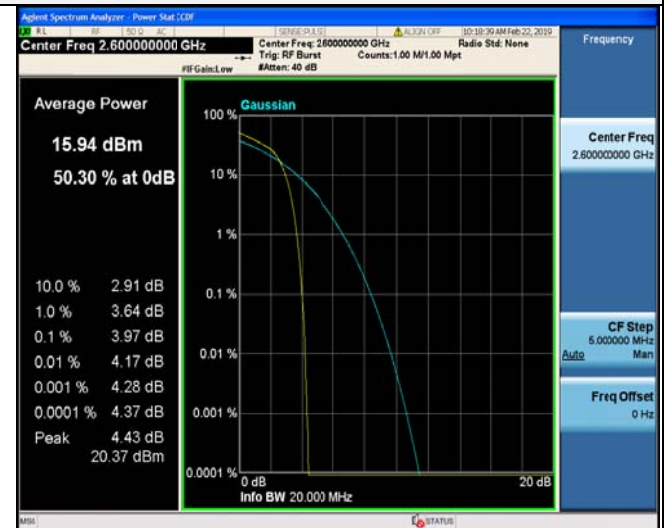 Agilent Spectrum Analyzer - Power Stat CCDF
RL RF 50 Ω AC SENSE:PULSE ALIGN OFF 10:18:39 AM Feb 22, 2019
Center Freq 2.600000000 GHz
Center Freq: 2.600000000 GHz
Radio Std: None
Trig: RF Burst
Counts:1.00 M/1.00 Mpt
#IFGain:Low
#Atten: 40 dB
Frequency
Average Power
15.94 dBm
50.30 % at 0dB
10.0 % 2.91 dB
1.0 % 3.64 dB
0.1 % 3.97 dB
0.01 % 4.17 dB
0.001 % 4.28 dB
0.0001 % 4.37 dB
Peak 4.43 dB
20.37 dBm
Gaussian
100 %
10 %
1 %
0.1 %
0.01 %
0.001 %
0.0001 %
0 dB
20 dB
Info BW 20.000 MHz
Center Freq
2.600000000 GHz
CF Step
5.000000 MHz
Auto Man
Freq Offset
0 Hz
MSG
STATUS